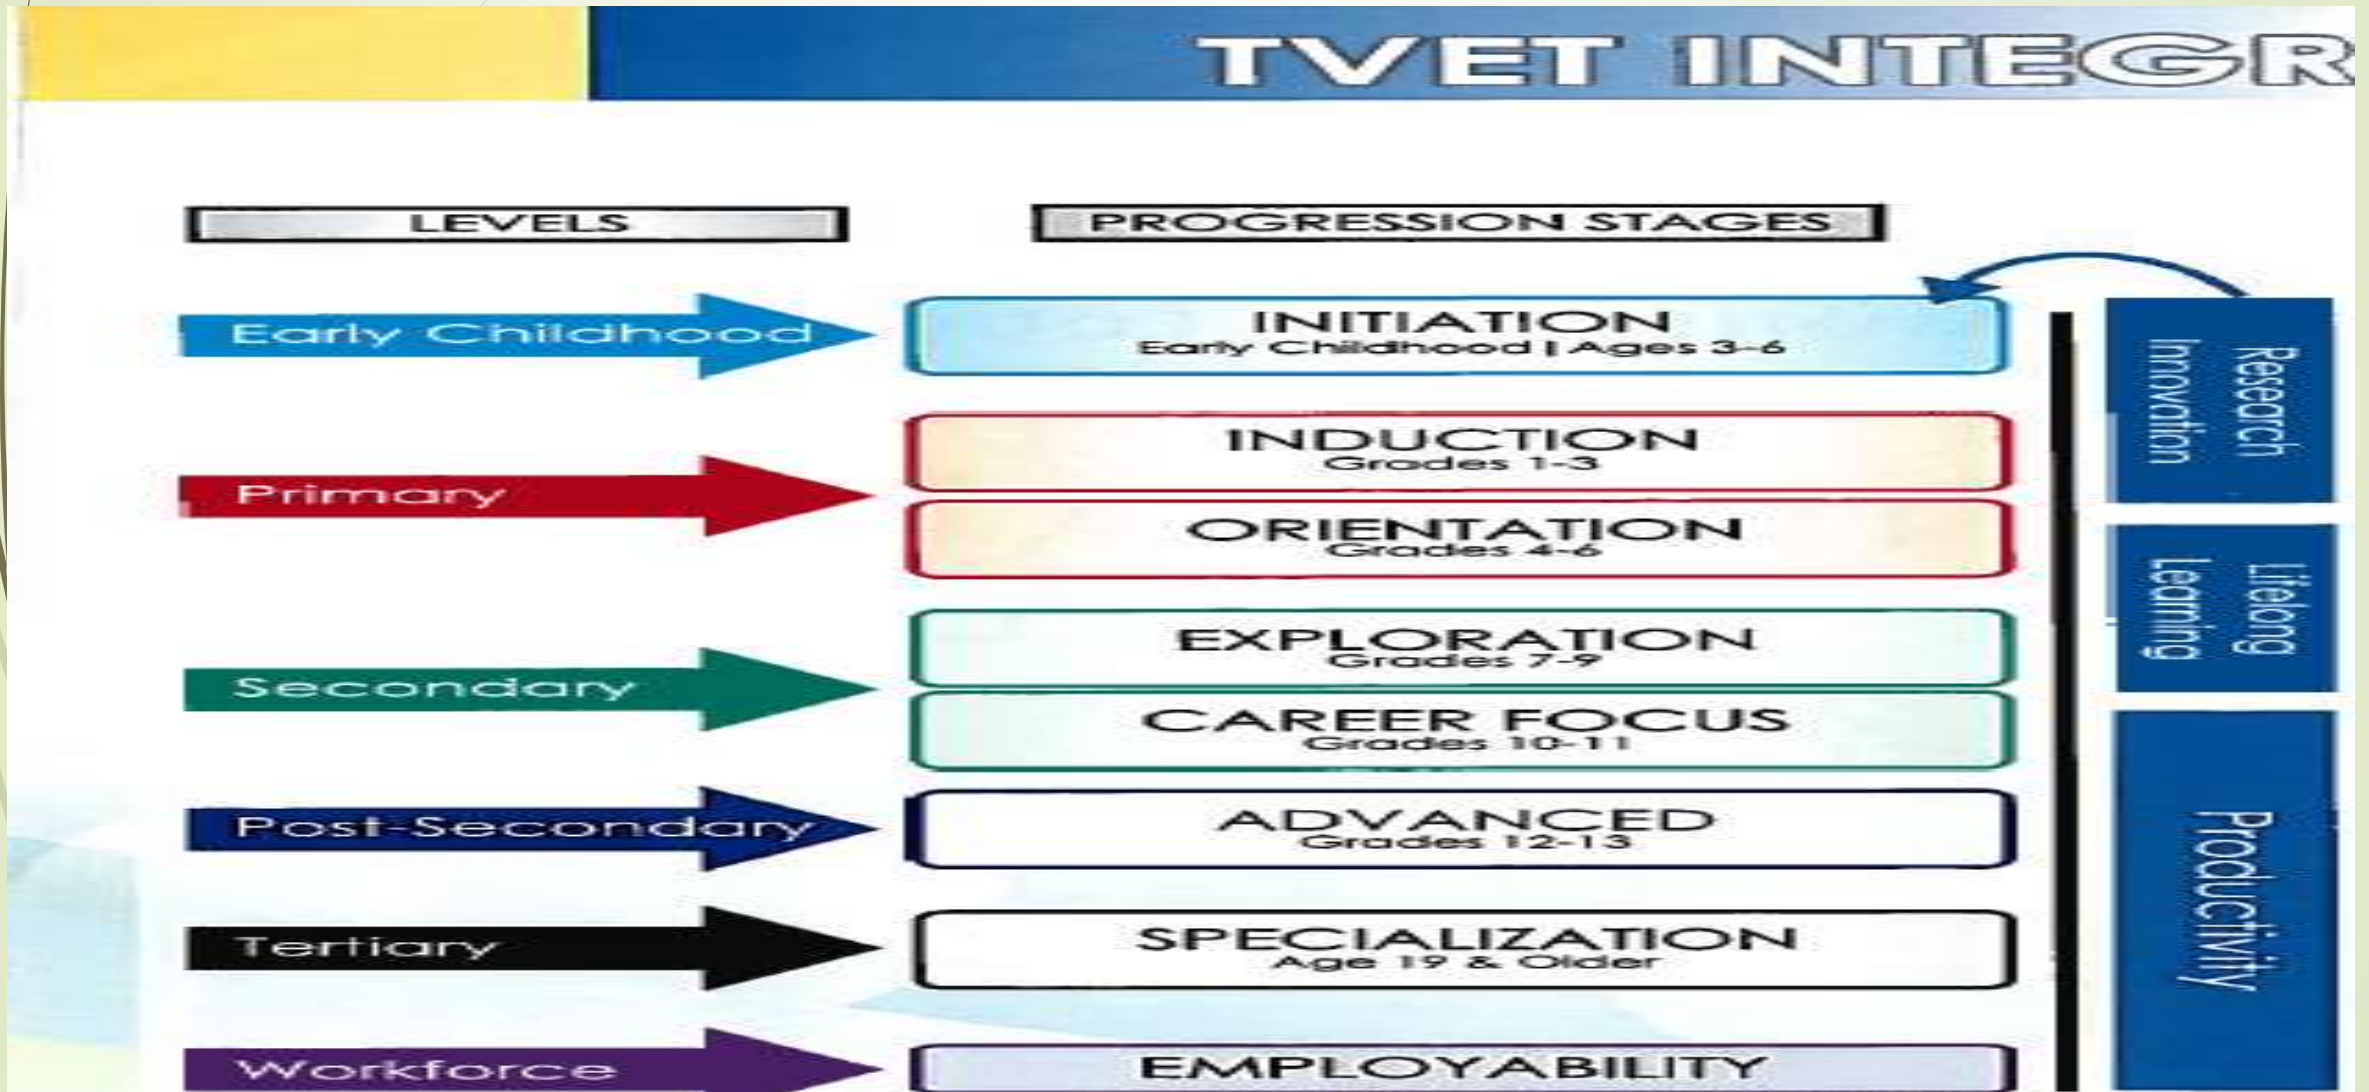 TVET INTEGR
LEVELS
PROGRESSION STAGES
Early Childhood
INITIATION
Early Childhood | Ages 3-6
Primary
INDUCTION
Grades 1-3
ORIENTATION
Grades 4-6
Secondary
EXPLORATION
Grades 7-9
CAREER FOCUS
Grades 10-11
Post-Secondary
ADVANCED
Grades 12-13
Tertiary
SPECIALIZATION
Age 19 & Older
Workforce
EMPLOYABILITY
Research
Innovation
Lifelong
Learning
Productivity